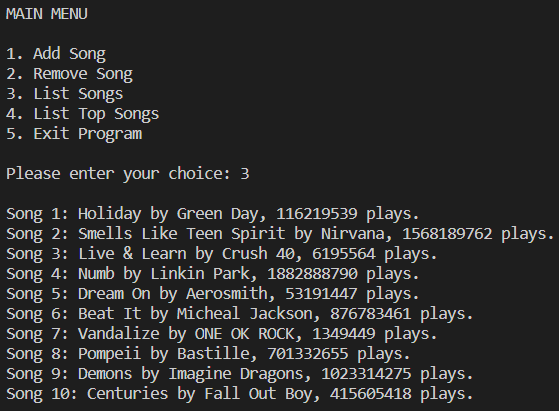 MAIN MENU
1. Add Song
2. Remove Song
3. List Songs
4. List Top Songs
5. Exit Program
Please enter your choice: 3
Song 1: Holiday by Green Day, 116219539 plays.
Song 2: Smells Like Teen Spirit by Nirvana, 1568189762 plays.
Song 3: Live & Learn by Crush 40, 6195564 plays.
Song 4: Numb by Linkin Park, 1882888790 plays.
Song 5: Dream On by Aerosmith, 53191447 plays.
Song 6: Beat It by Micheal Jackson, 876783461 plays.
Song 7: Vandalize by ONE OK ROCK, 1349449 plays.
Song 8: Pompeii by Bastille, 701332655 plays.
Song 9: Demons by Imagine Dragons, 1023314275 plays.
Song 10: Centuries by Fall Out Boy, 415605418 plays.